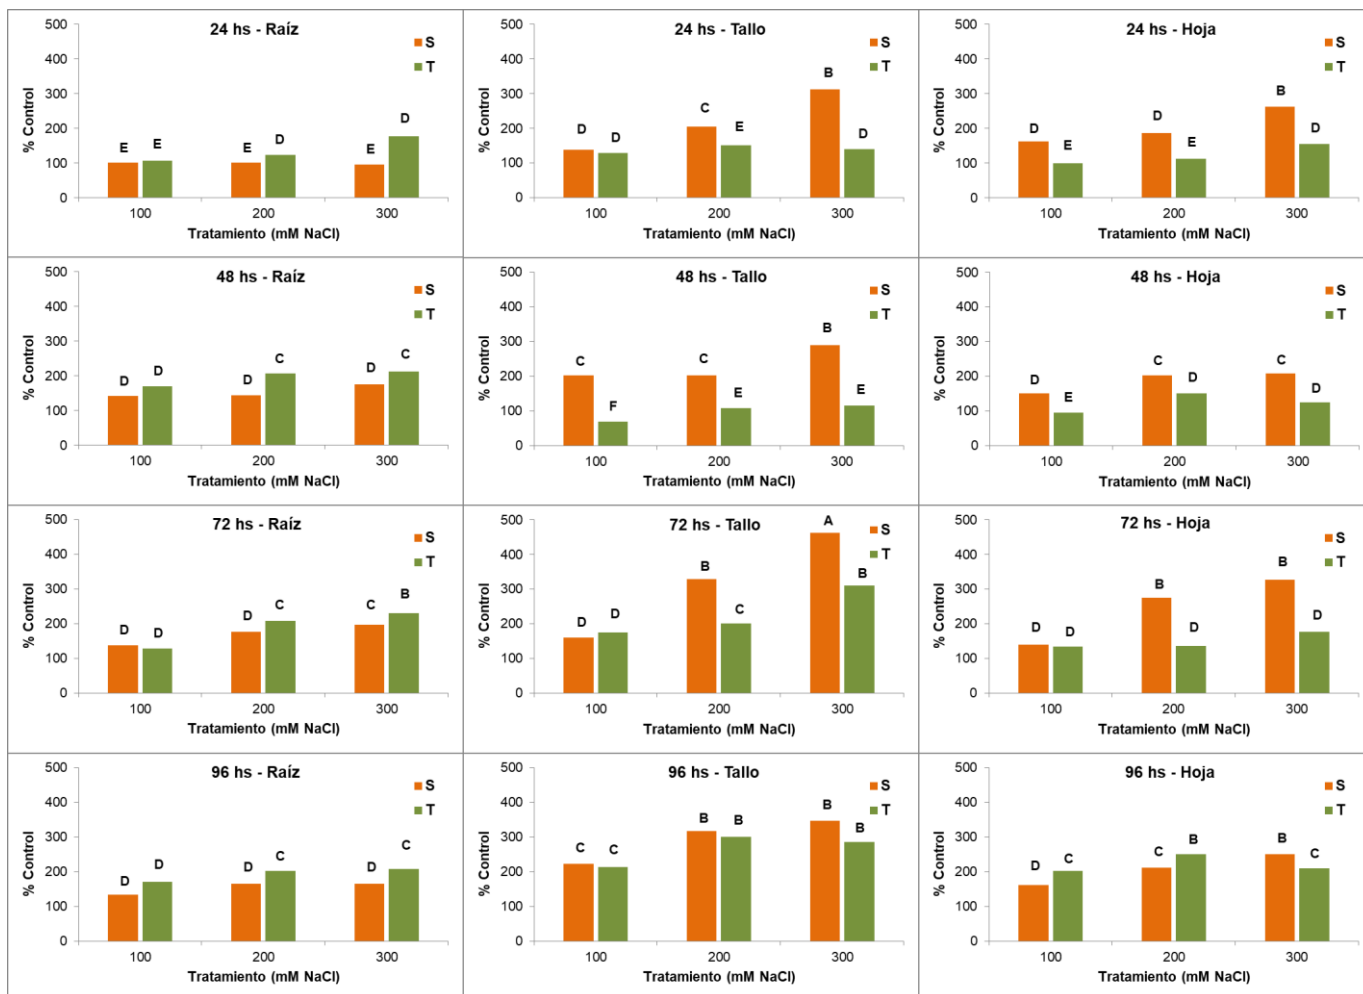 24 hs - Raíz
S
T
% Control
500
400
300
200
100
0
E E E D E D
100 200 300
Tratamiento (mM NaCl)
24 hs - Tallo
S
T
% Control
500
400
300
200
100
0
D D C E B D
100 200 300
Tratamiento (mM NaCl)
24 hs - Hoja
S
T
% Control
500
400
300
200
100
0
D E D E B D
100 200 300
Tratamiento (mM NaCl)
48 hs - Raíz
S
T
% Control
500
400
300
200
100
0
D D D C D C
100 200 300
Tratamiento (mM NaCl)
48 hs - Tallo
S
T
% Control
500
400
300
200
100
0
C F C E B E
100 200 300
Tratamiento (mM NaCl)
48 hs - Hoja
S
T
% Control
500
400
300
200
100
0
D E C D C D
100 200 300
Tratamiento (mM NaCl)
72 hs - Raíz
S
T
% Control
500
400
300
200
100
0
D D D C C B
100 200 300
Tratamiento (mM NaCl)
72 hs - Tallo
S
T
% Control
500
400
300
200
100
0
D D B C A B
100 200 300
Tratamiento (mM NaCl)
72 hs - Hoja
S
T
% Control
500
400
300
200
100
0
D D B D B D
100 200 300
Tratamiento (mM NaCl)
96 hs - Raíz
S
T
% Control
500
400
300
200
100
0
D D D C D C
100 200 300
Tratamiento (mM NaCl)
96 hs - Tallo
S
T
% Control
500
400
300
200
100
0
C C B B B B
100 200 300
Tratamiento (mM NaCl)
96 hs - Hoja
S
T
% Control
500
400
300
200
100
0
D C C B B C
100 200 300
Tratamiento (mM NaCl)